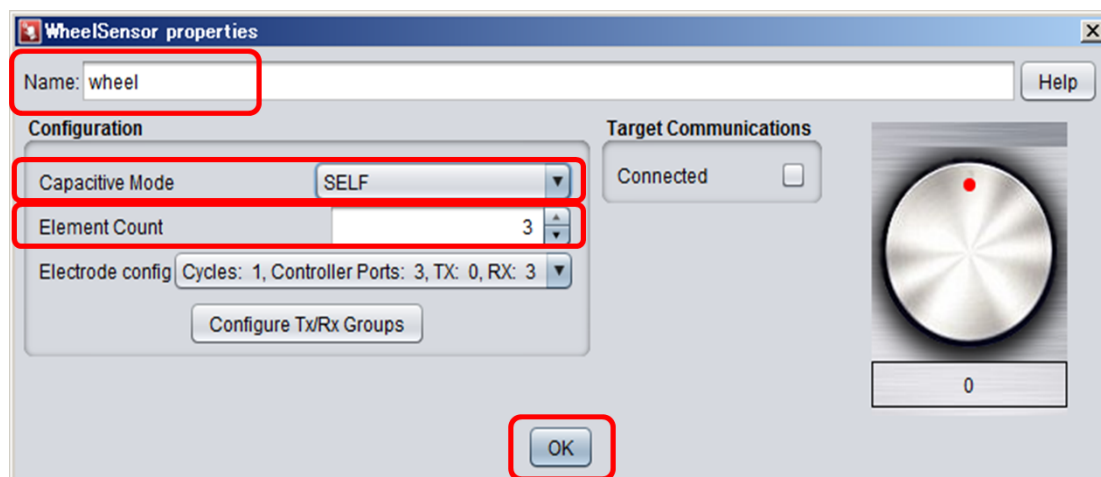 WheelSensor properties
Name: wheel
Help
Configuration
Capacitive Mode SELF
Element Count 3
Electrode config Cycles: 1, Controller Ports: 3, TX: 0, RX: 3
Configure Tx/Rx Groups
Target Communications
Connected
0
OK